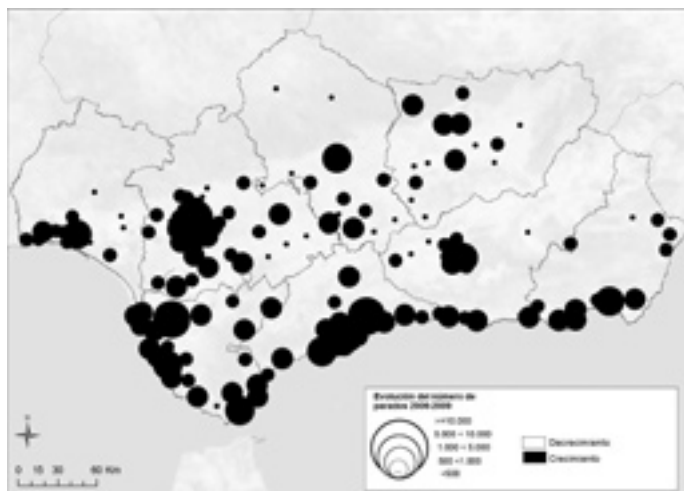 Evolución del número de
parados 2006-2009
>=10.000
5.000 - 10.000
1.000 - 5.000
500 - 1.000
<500
Decrecimiento
Crecimiento
0 15 30 60 Km